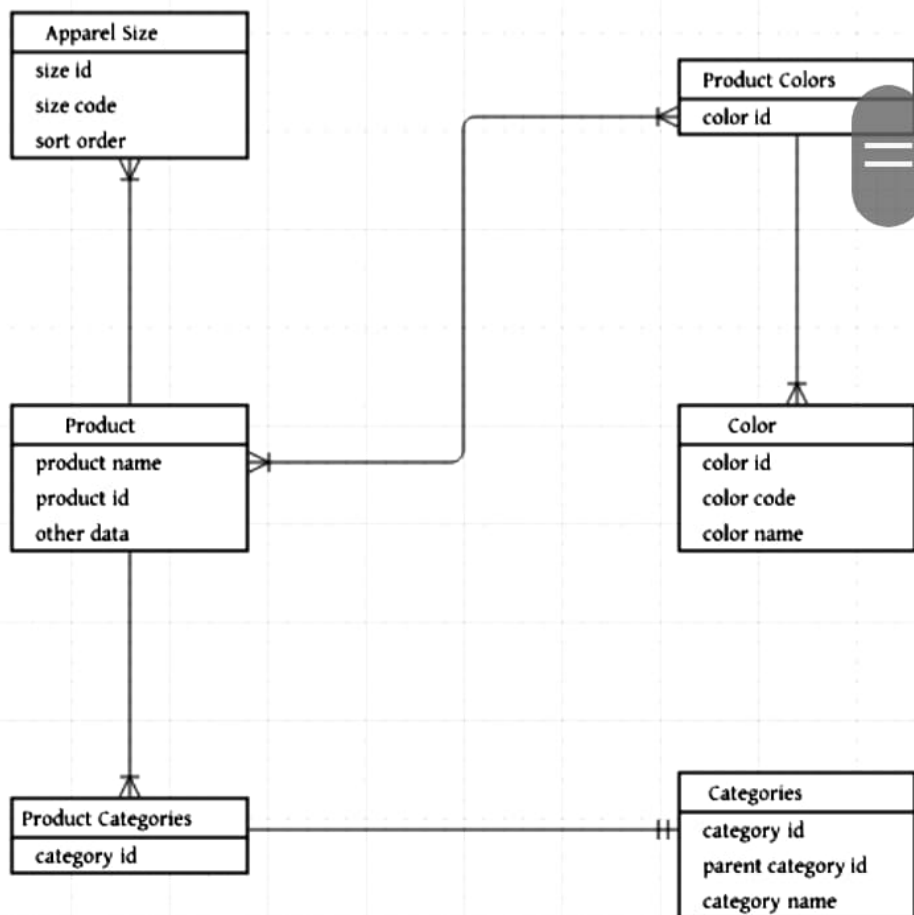 Apparel Size
size id
size code
sort order
Product Colors
color id
Product
product name
product id
other data
Color
color id
color code
color name
Product Categories
category id
Categories
category id
parent category id
category name